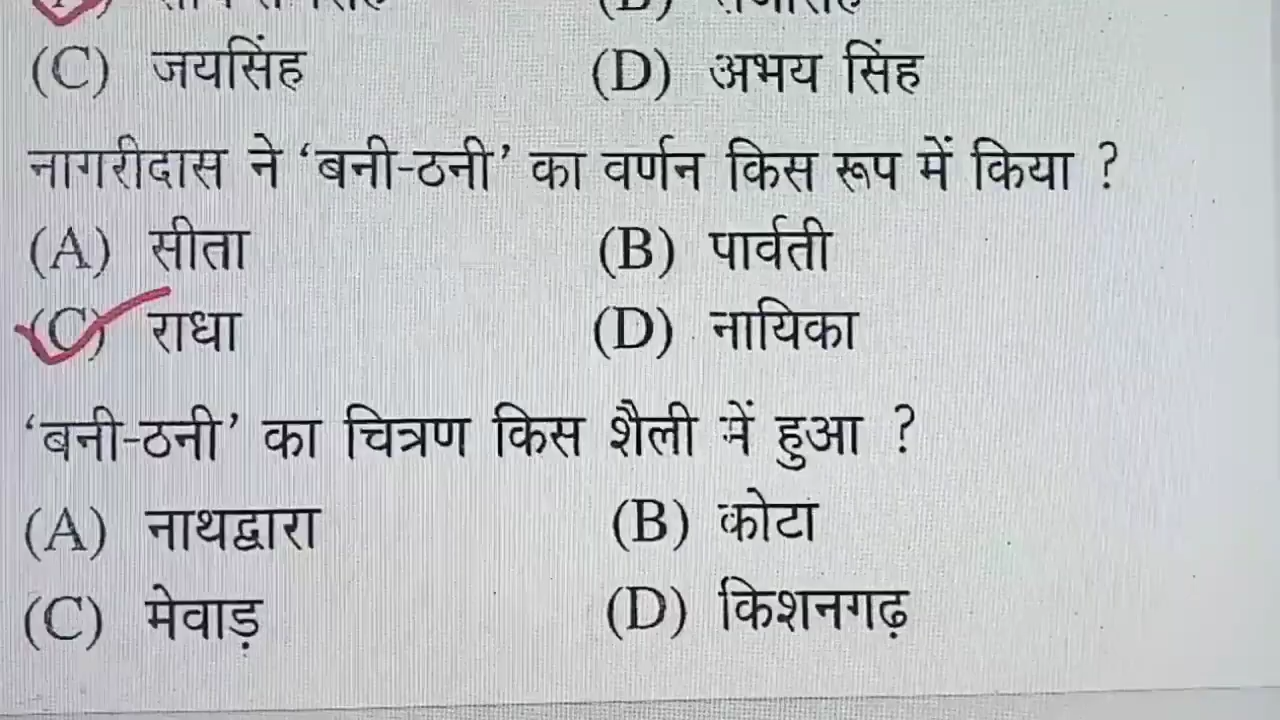 (C) जयसिंह (D) अभय सिंह
नागरीदास ने ‘बनी-ठनी’ का वर्णन किस रूप में किया ?
(A) सीता (B) पार्वती
(C) राधा (D) नायिका
‘बनी-ठनी’ का चित्रण किस शैली में हुआ ?
(A) नाथद्वारा (B) कोटा
(C) मेवाड़ (D) किशनगढ़